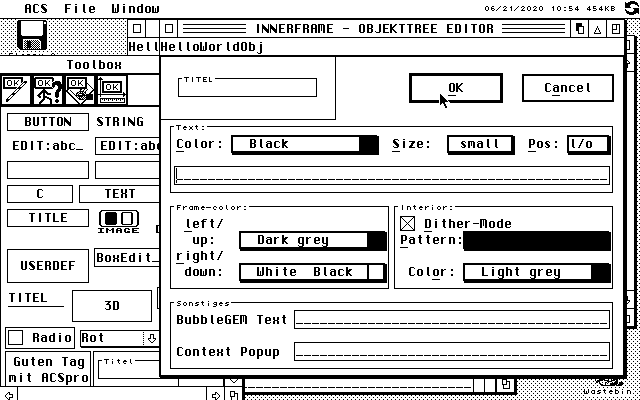 ACS File Window 06/21/2020 10:54 454KB
INNERFRAME - OBJEKTTREE EDITOR
HellHelloWorldObj
Toolbox
OK OK OK OK
TITEL
OK Cancel
BUTTON STRING
EDIT:abc_ EDIT:abc
Text:
Color: Black Size: small Pos: l/o
C TEXT
TITLE
IMAGE
Frame-color:
left/
up: Dark grey
right/
down: White Black
Interior:
Dither-Mode
Pattern:
Color: Light grey
USERDEF BoxEdit_
TITEL 3D
Radio Rot
Sonstiges
BubbleGEM Text
Context Popup
Guten Tag
mit ACSpro
Titel
Wastebin